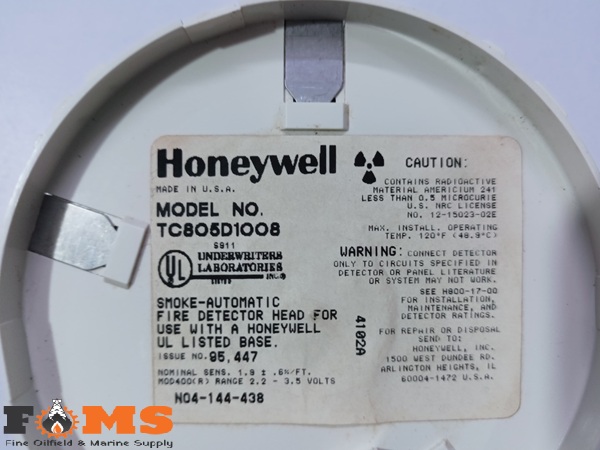 Honeywell
MADE IN U.S.A.
MODEL NO.
TC805D1008
S911
UL
UNDERWRITERS
LABORATORIES
INC.®
LISTED
SMOKE-AUTOMATIC
FIRE DETECTOR HEAD FOR
USE WITH A HONEYWELL
UL LISTED BASE.
ISSUE NO. 95,447
NOMINAL SENS. 1.9 ± .6%/FT.
MOD400(R) RANGE 2.2 - 3.5 VOLTS
N04-144-438
CAUTION:
CONTAINS RADIOACTIVE
MATERIAL AMERICIUM 241
LESS THAN 0.5 MICROCURIE
U.S. NRC LICENSE
NO. 12-15023-02E
MAX. INSTALL. OPERATING
TEMP. 120°F (48.9°C)
WARNING: CONNECT DETECTOR
ONLY TO CIRCUITS SPECIFIED IN
DETECTOR OR PANEL LITERATURE
OR SYSTEM MAY NOT WORK.
SEE H800-17-00
FOR INSTALLATION,
MAINTENANCE, AND
DETECTOR RATINGS.
4102A
FOR REPAIR OR DISPOSAL
SEND TO:
HONEYWELL, INC.
1500 WEST DUNDEE RD.
ARLINGTON HEIGHTS, IL
60004-1472 U.S.A.
FOMS
Fire Oilfield & Marine Supply